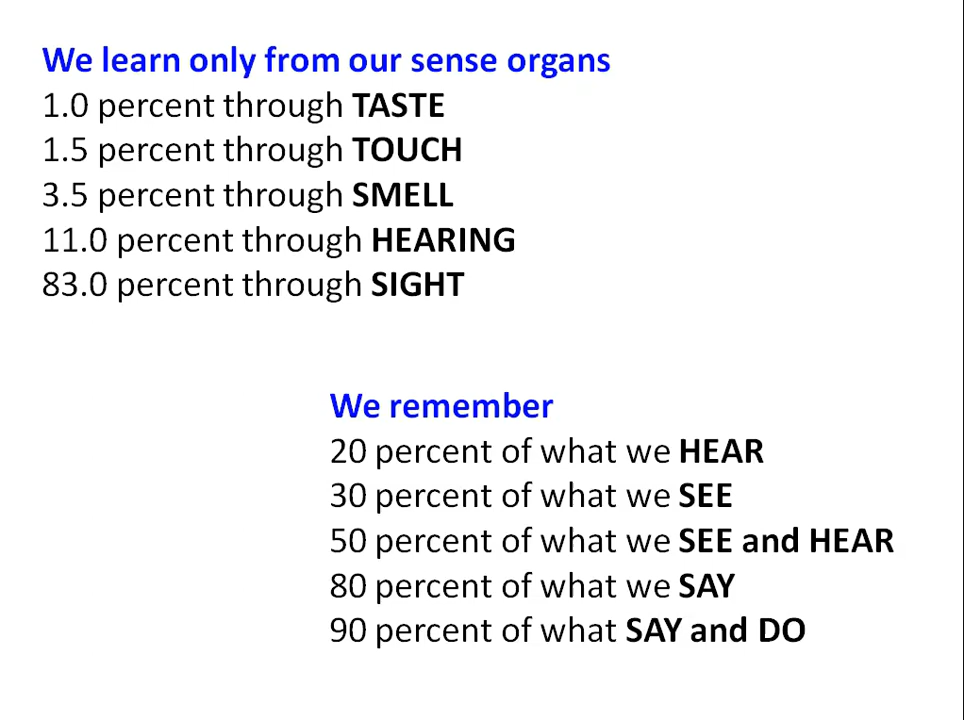 We learn only from our sense organs
1.0 percent through TASTE
1.5 percent through TOUCH
3.5 percent through SMELL
11.0 percent through HEARING
83.0 percent through SIGHT
We remember
20 percent of what we HEAR
30 percent of what we SEE
50 percent of what we SEE and HEAR
80 percent of what we SAY
90 percent of what SAY and DO